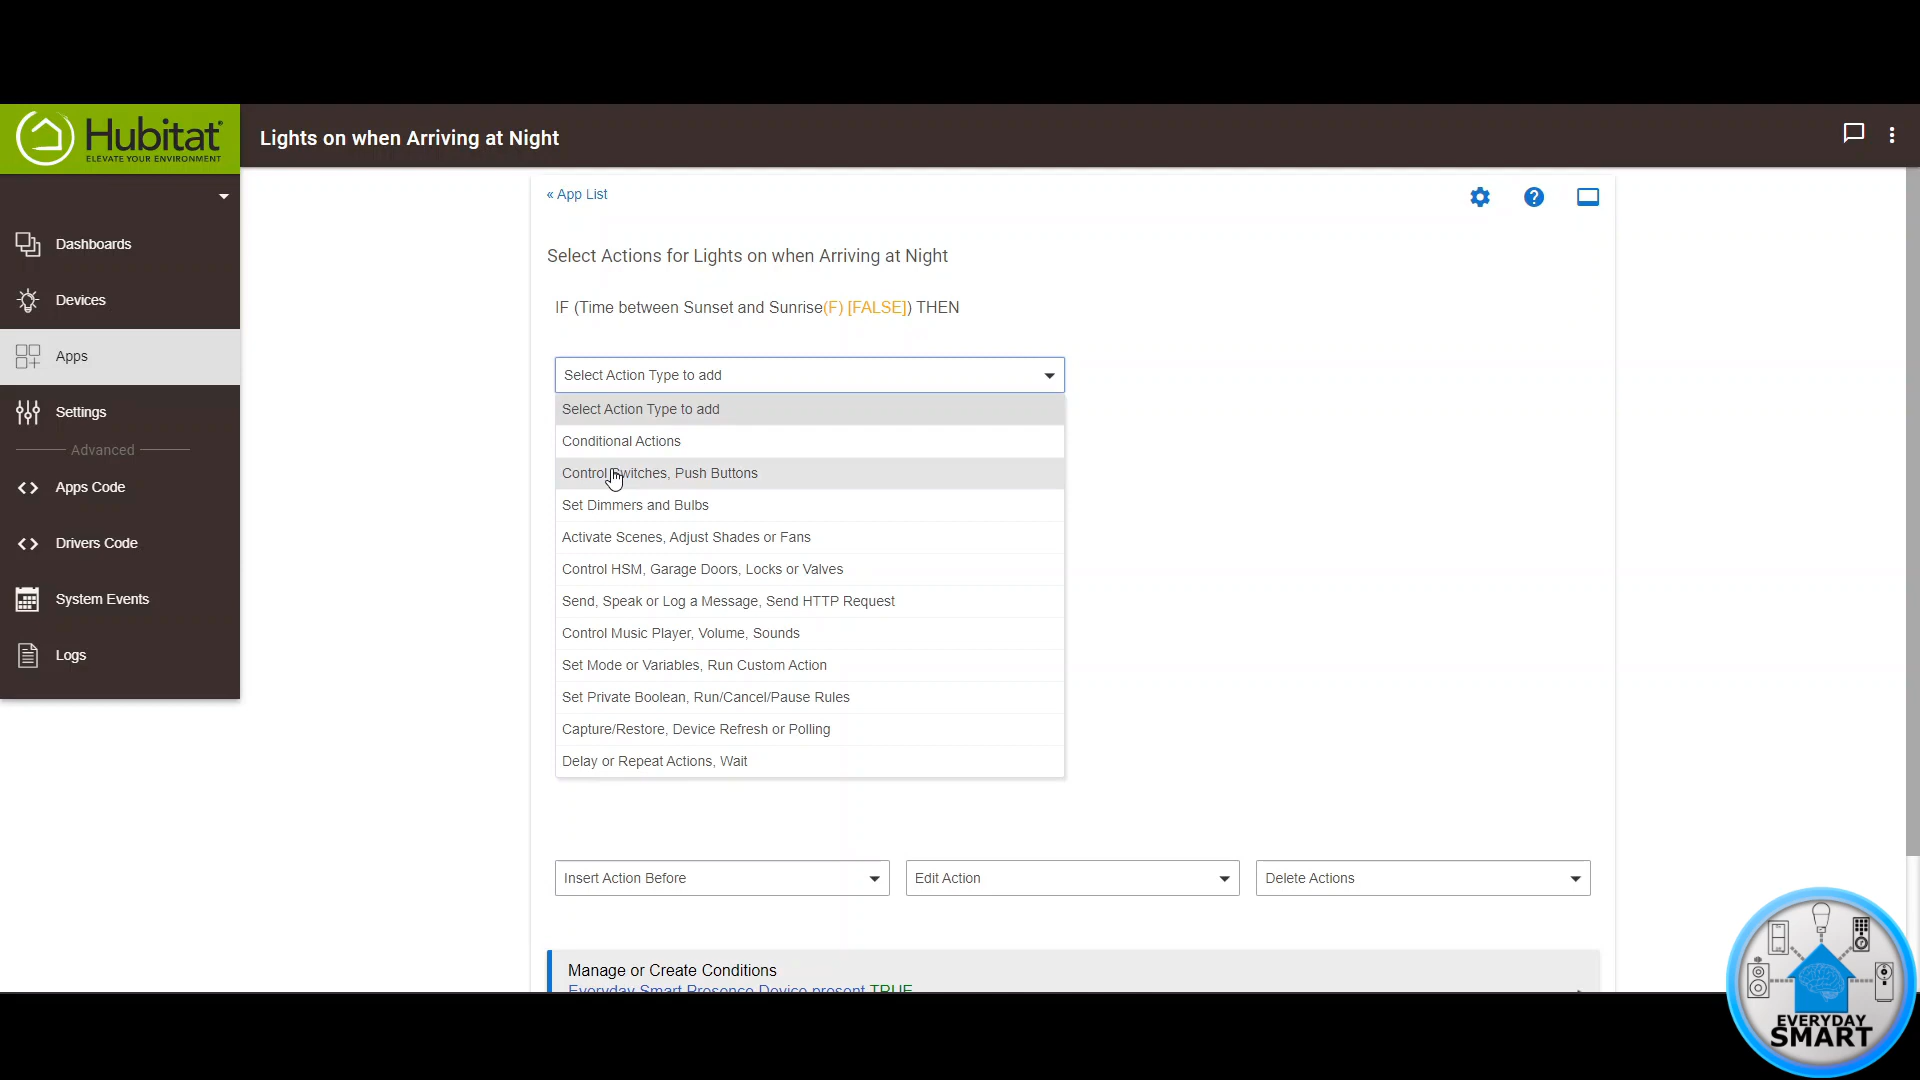 Hubitat®
ELEVATE YOUR ENVIRONMENT
Lights on when Arriving at Night
Dashboards
Devices
Apps
Settings
Advanced
Apps Code
Drivers Code
System Events
Logs
« App List
Select Actions for Lights on when Arriving at Night
IF (Time between Sunset and Sunrise(F) [FALSE]) THEN
Select Action Type to add
Select Action Type to add
Conditional Actions
Control Switches, Push Buttons
Set Dimmers and Bulbs
Activate Scenes, Adjust Shades or Fans
Control HSM, Garage Doors, Locks or Valves
Send, Speak or Log a Message, Send HTTP Request
Control Music Player, Volume, Sounds
Set Mode or Variables, Run Custom Action
Set Private Boolean, Run/Cancel/Pause Rules
Capture/Restore, Device Refresh or Polling
Delay or Repeat Actions, Wait
Insert Action Before
Edit Action
Delete Actions
Manage or Create Conditions
Everyday Smart Presence Device present TRUE
EVERYDAY
SMART